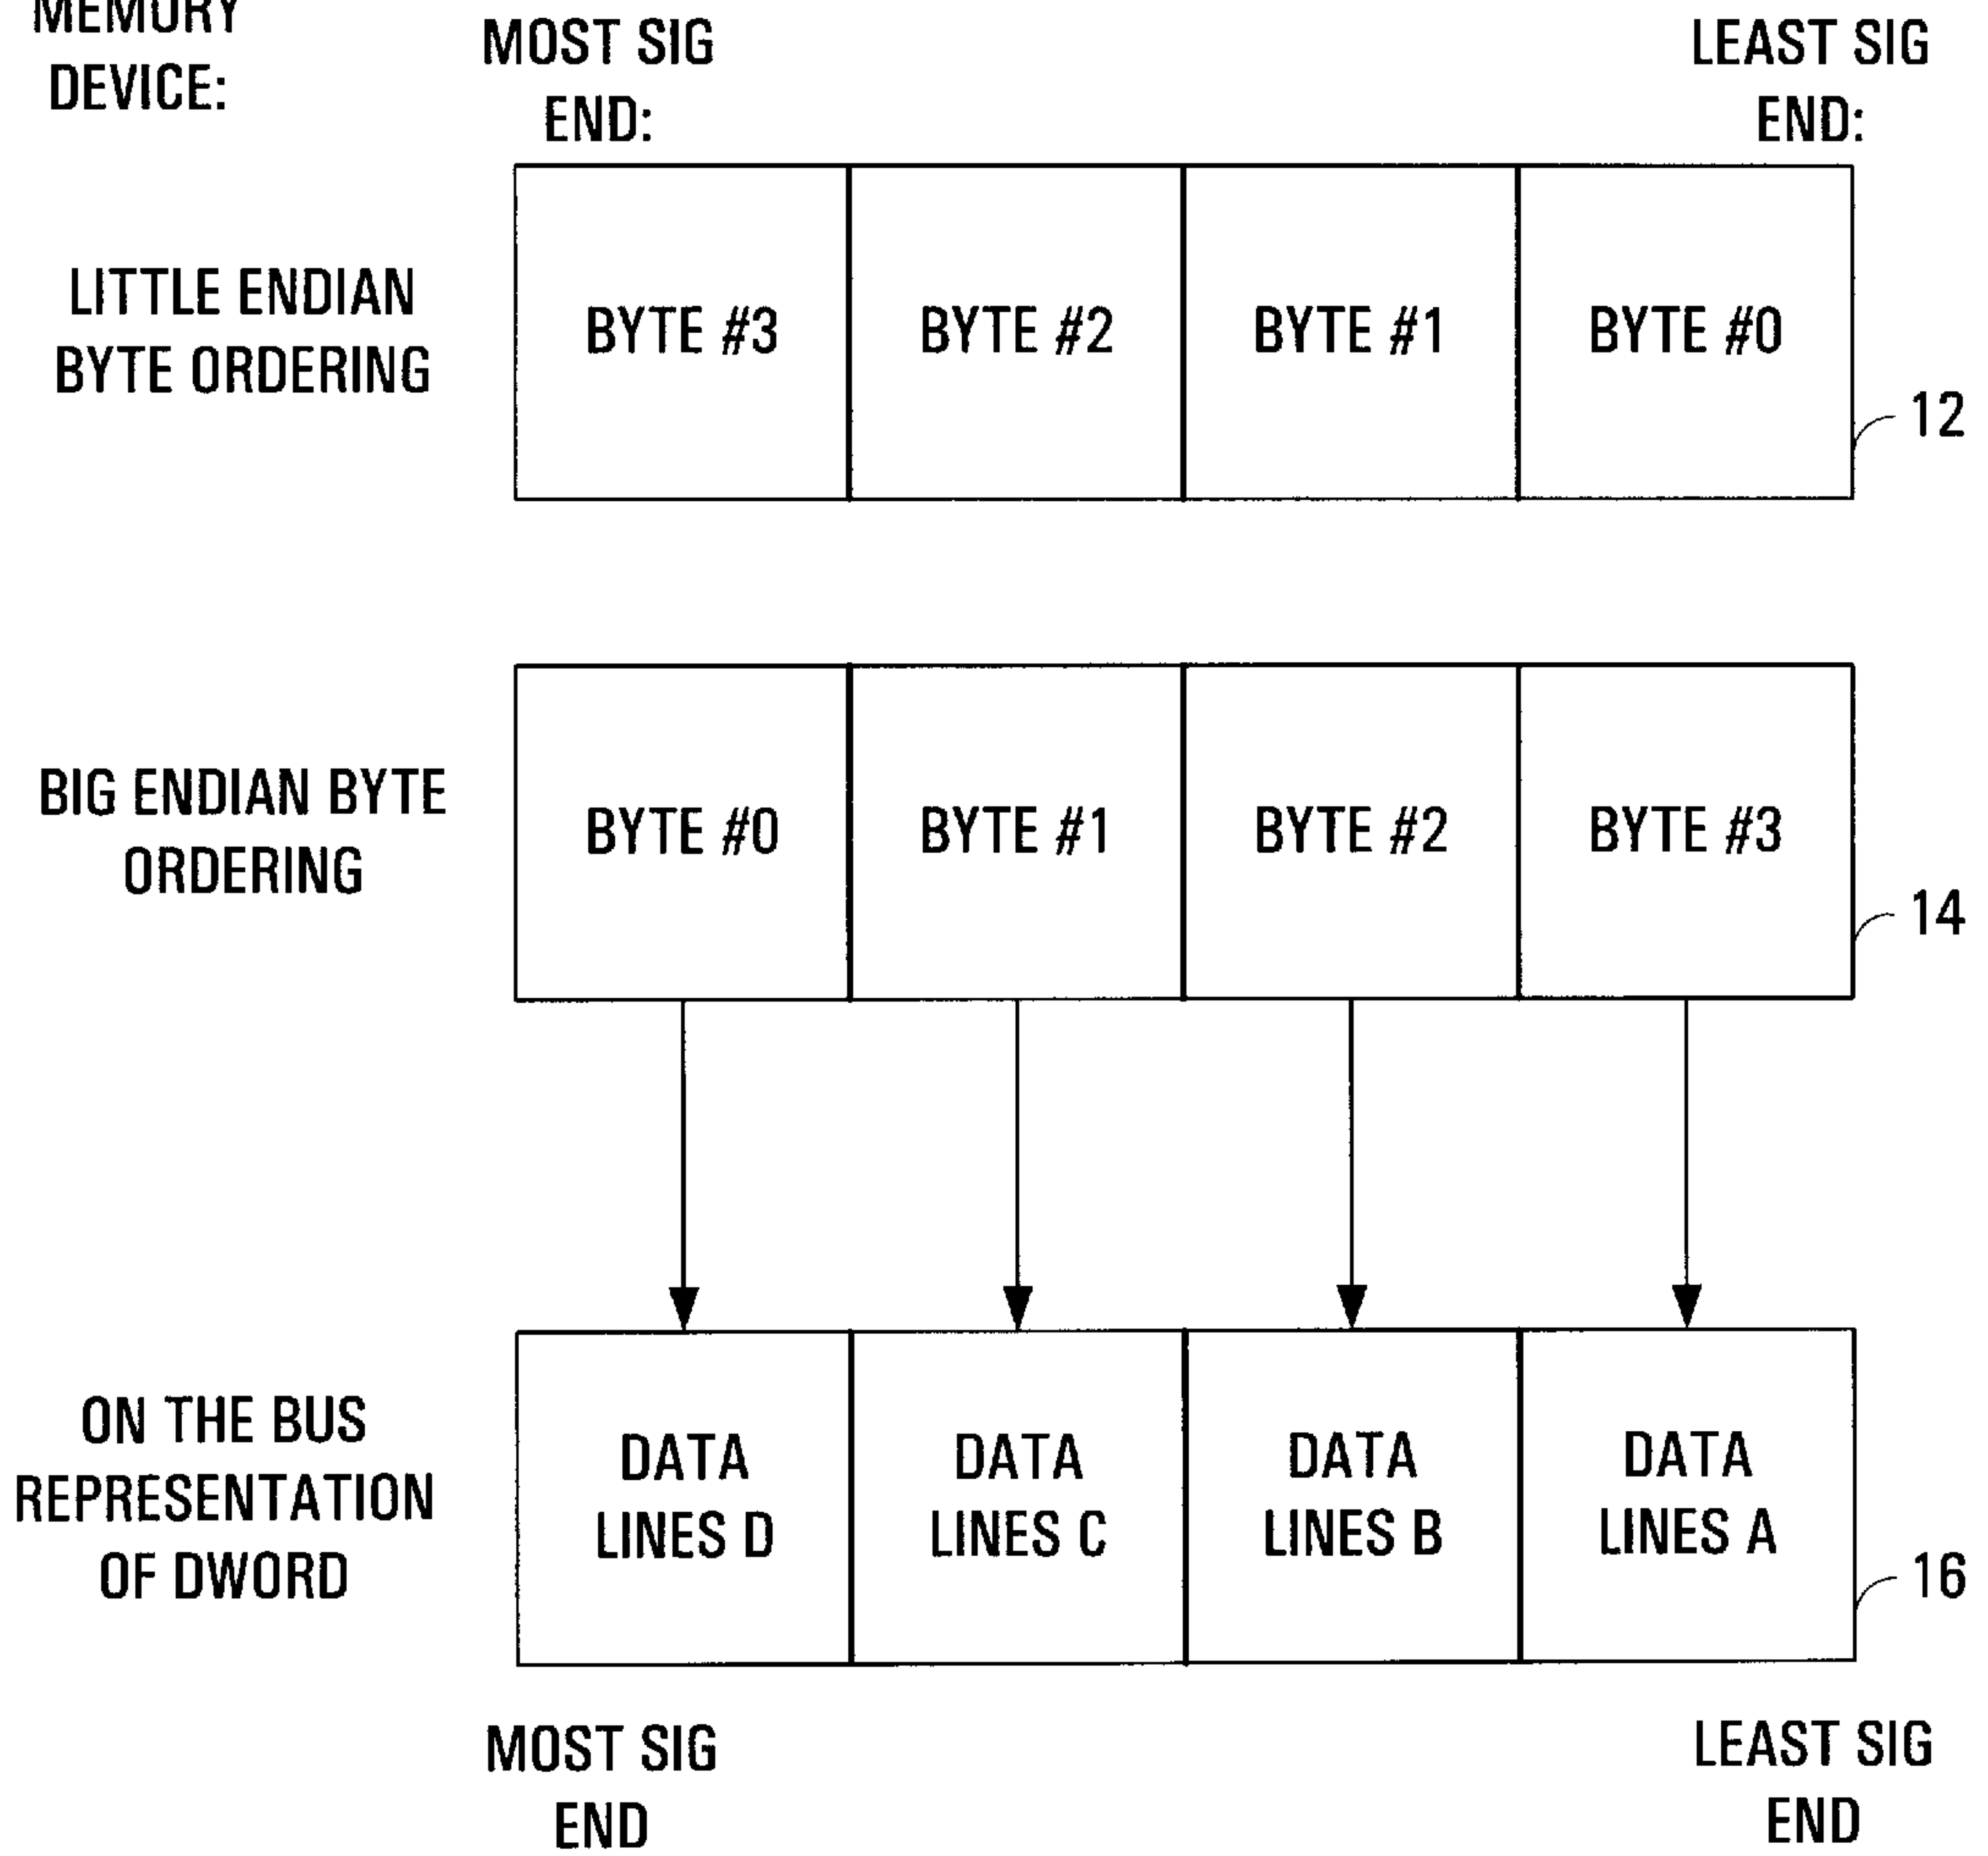 MEMORY
DEVICE:
MOST SIG
END:
LEAST SIG
END:
LITTLE ENDIAN
BYTE ORDERING
BYTE #3
BYTE #2
BYTE #1
BYTE #0
12
BIG ENDIAN BYTE
ORDERING
BYTE #0
BYTE #1
BYTE #2
BYTE #3
14
ON THE BUS
REPRESENTATION
OF DWORD
DATA
LINES D
DATA
LINES C
DATA
LINES B
DATA
LINES A
16
MOST SIG
END
LEAST SIG
END